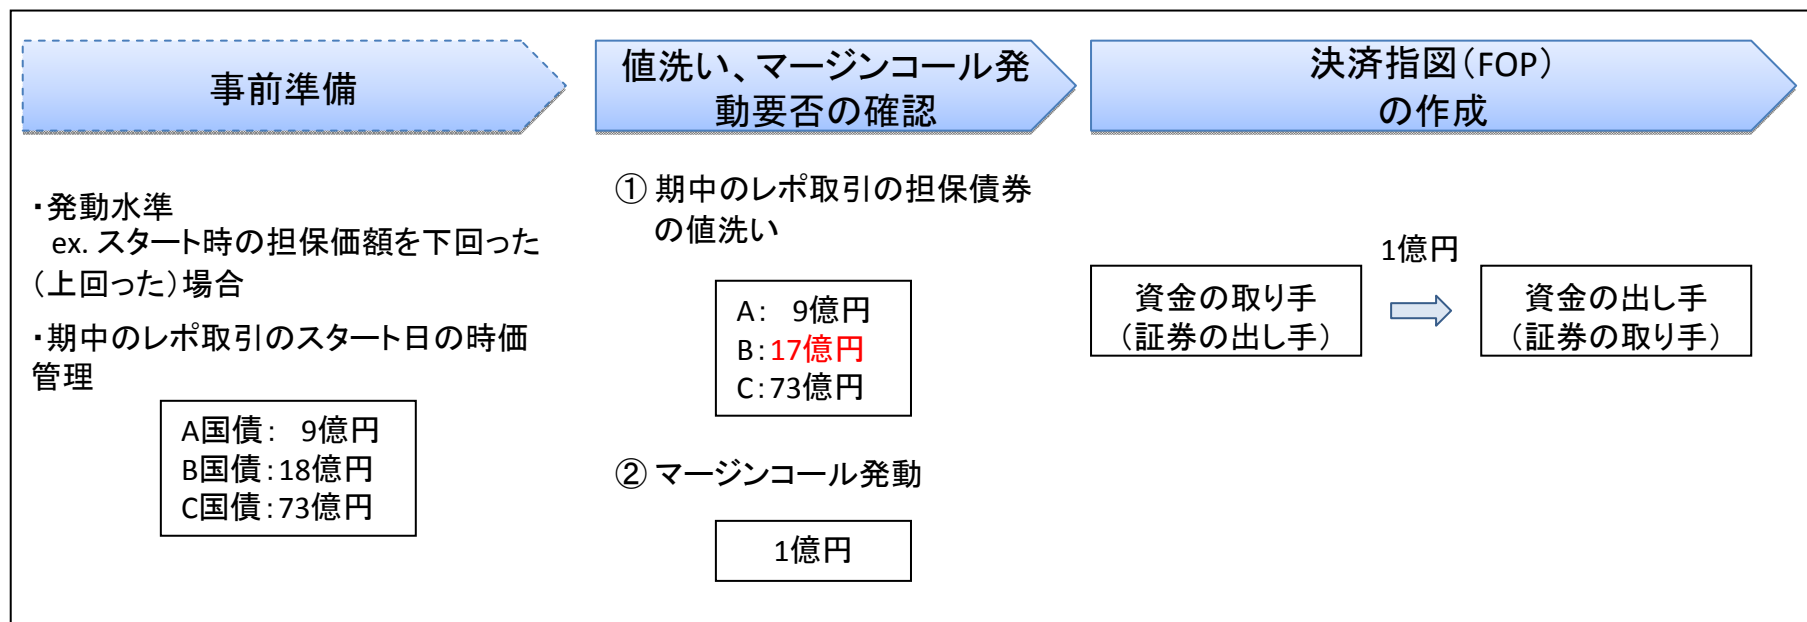 事前準備
・発動水準
ex. スタート時の担保価額を下回った
（上回った）場合
・期中のレポ取引のスタート日の時価
管理
A国債： 9億円
B国債：18億円
C国債：73億円
値洗い、マージンコール発
動要否の確認
① 期中のレポ取引の担保債券
の値洗い
A： 9億円
B：17億円
C：73億円
② マージンコール発動
1億円
決済指図（FOP）
の作成
1億円
資金の取り手
（証券の出し手）
資金の出し手
（証券の取り手）